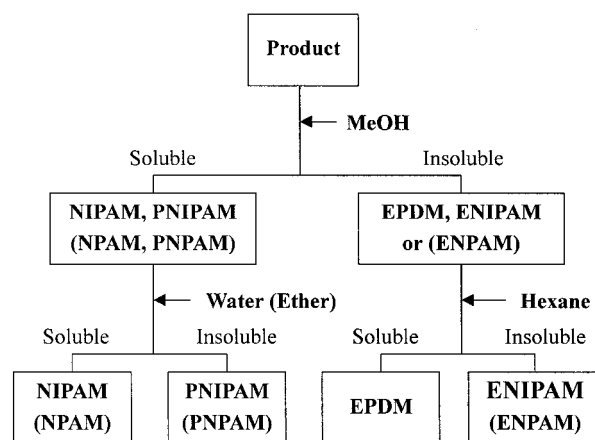 Product
MeOH
Soluble
Insoluble
NIPAM, PNIPAM
(NPAM, PNPAM)
EPDM, ENIPAM
or (ENPAM)
Water (Ether)
Hexane
Soluble
Insoluble
Soluble
Insoluble
NIPAM
(NPAM)
PNIPAM
(PNPAM)
EPDM
ENIPAM
(ENPAM)